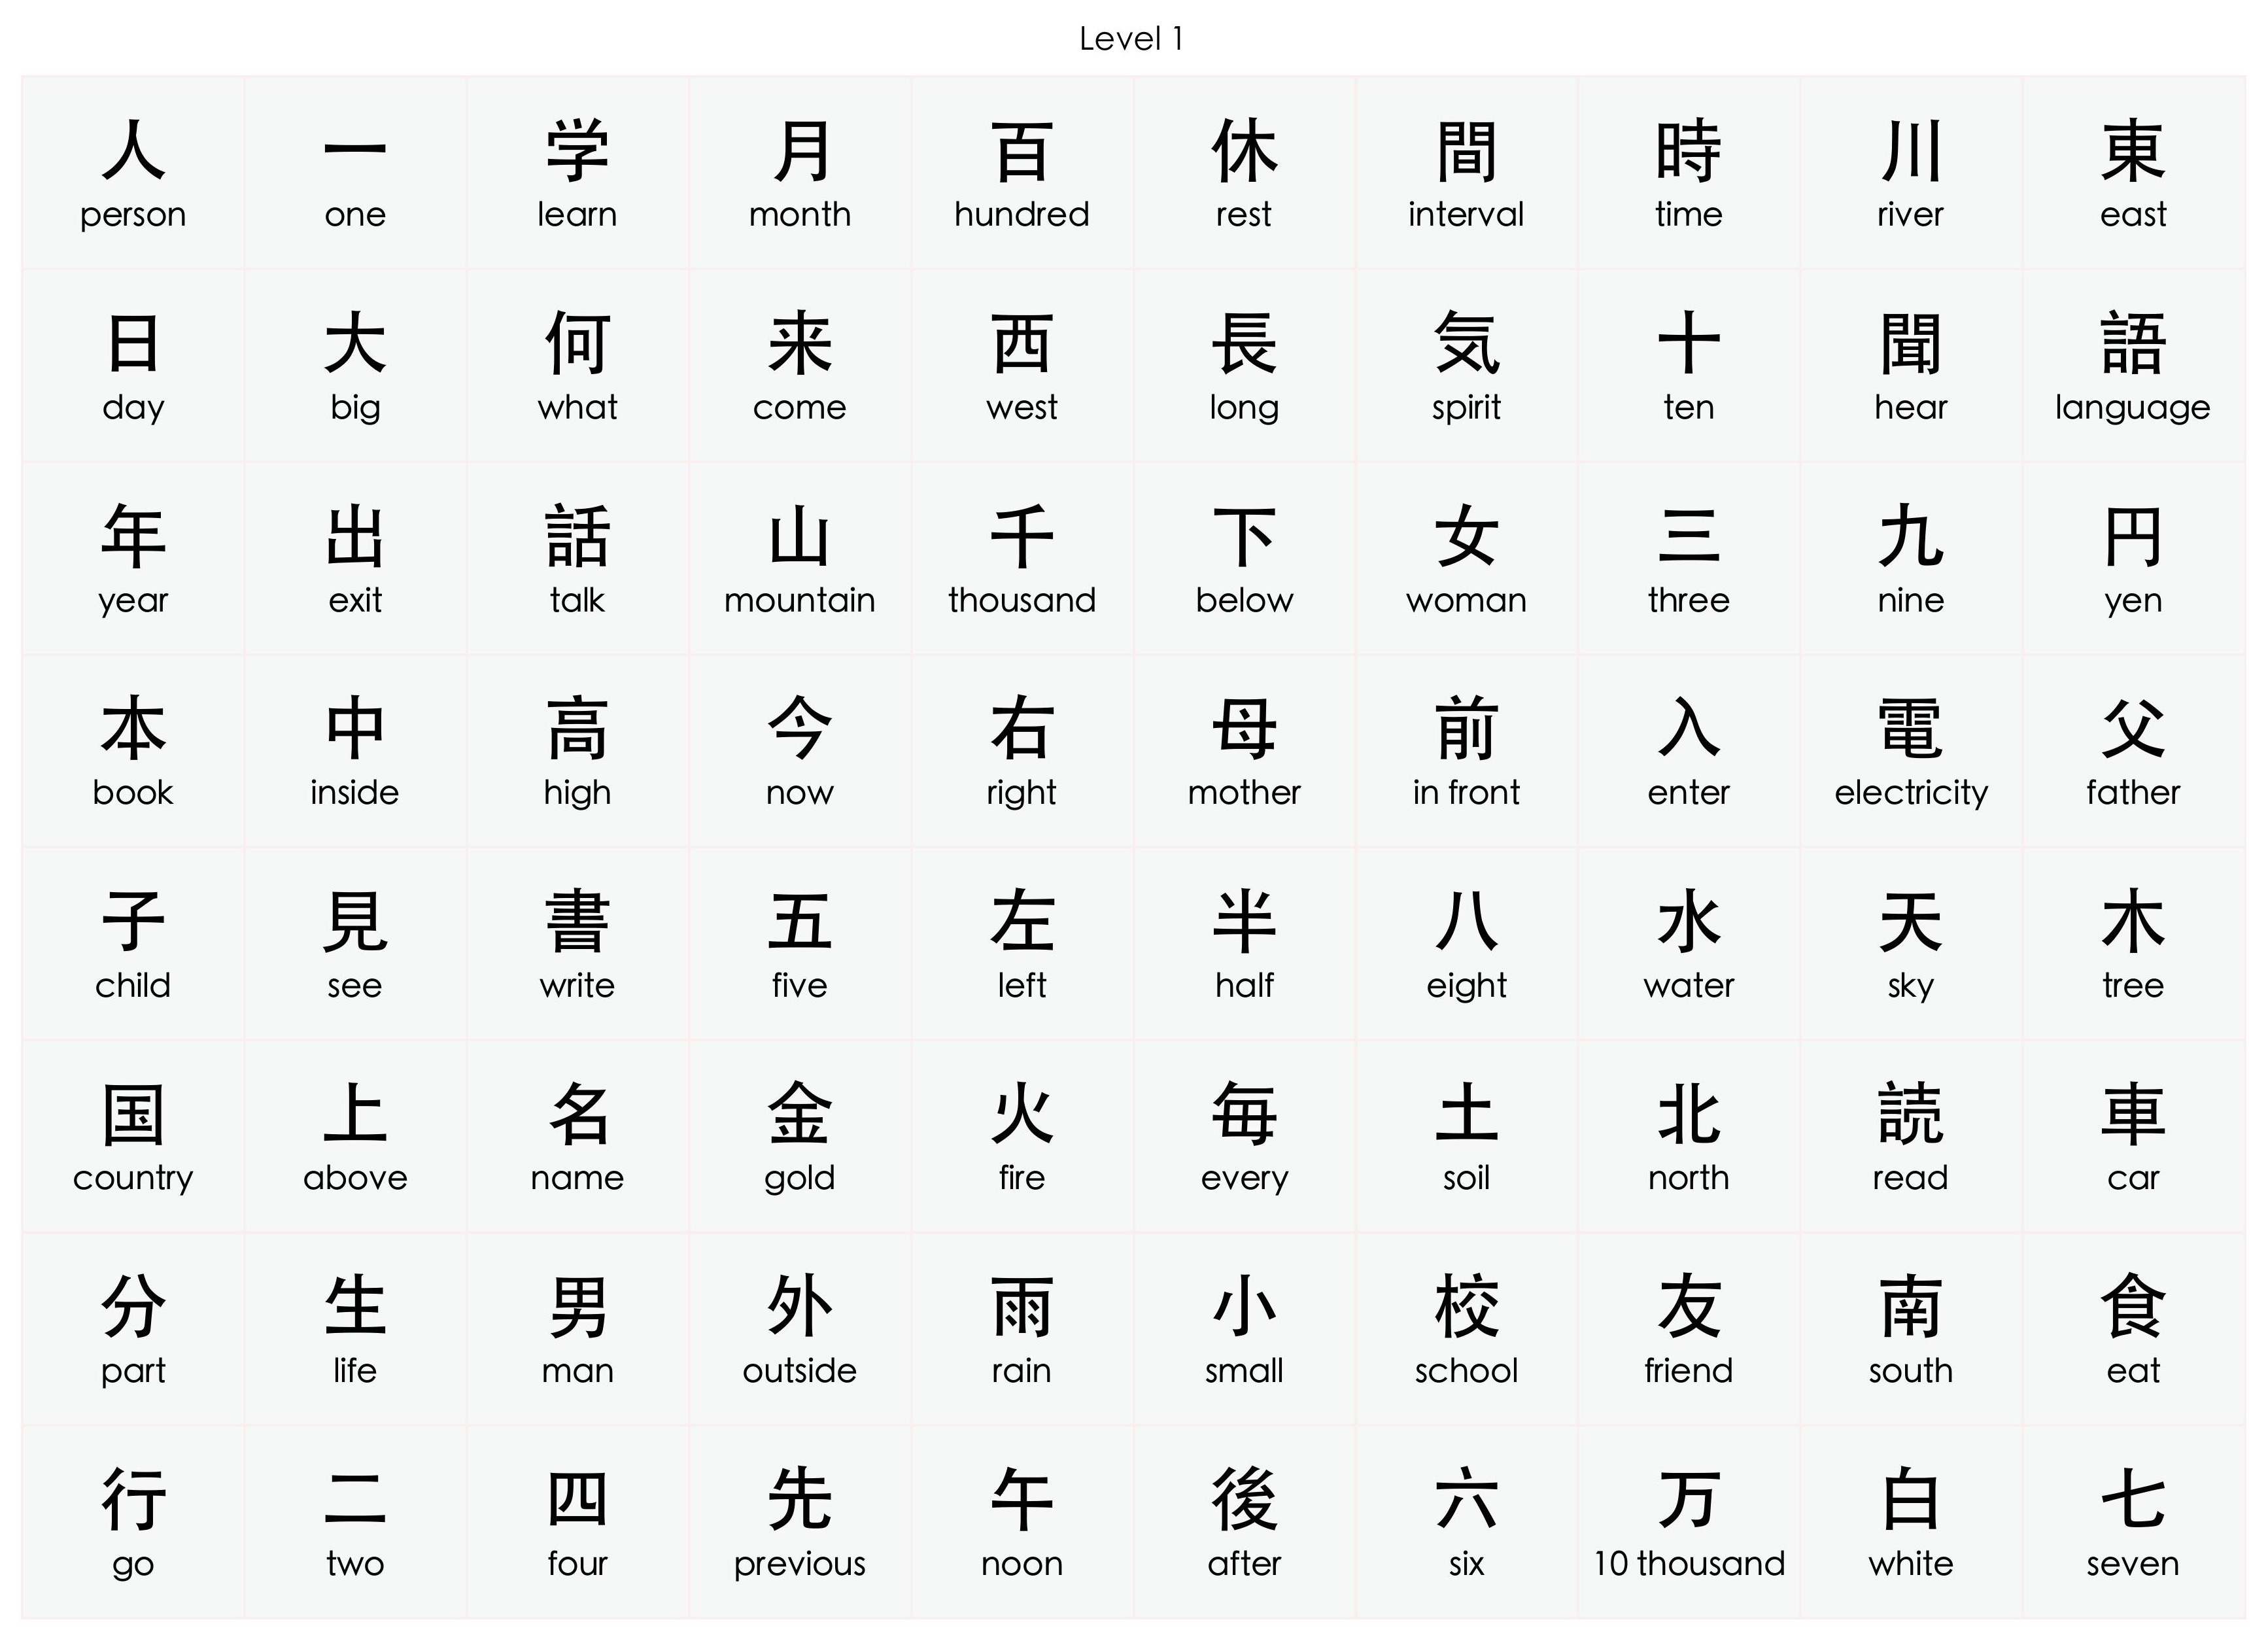 Level 1
人 一 学 月 百 休 間 時 川 東
person one learn month hundred rest interval time river east
日 大 何 来 西 長 気 十 聞 語
day big what come west long spirit ten hear language
年 出 話 山 千 下 女 三 九 円
year exit talk mountain thousand below woman three nine yen
本 中 高 今 右 母 前 入 電 父
book inside high now right mother in front enter electricity father
子 見 書 五 左 半 八 水 天 木
child see write five left half eight water sky tree
国 上 名 金 火 毎 土 北 読 車
country above name gold fire every soil north read car
分 生 男 外 雨 小 校 友 南 食
part life man outside rain small school friend south eat
行 二 四 先 午 後 六 万 白 七
go two four previous noon after six 10 thousand white seven